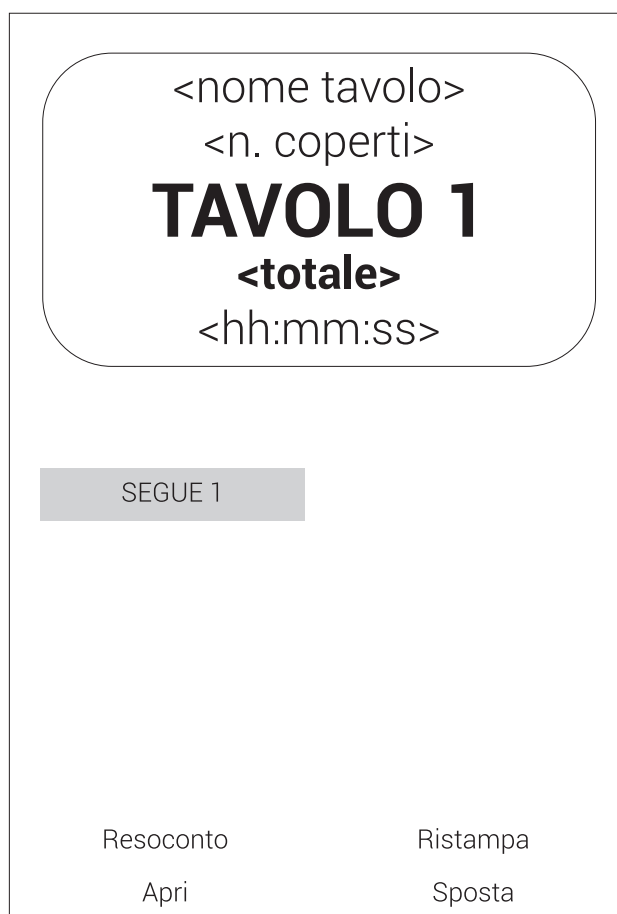 <nome tavolo>
<n. coperti>
TAVOLO 1
<totale>
<hh:mm:ss>
SEGUE 1
Resoconto Ristampa
Apri Sposta